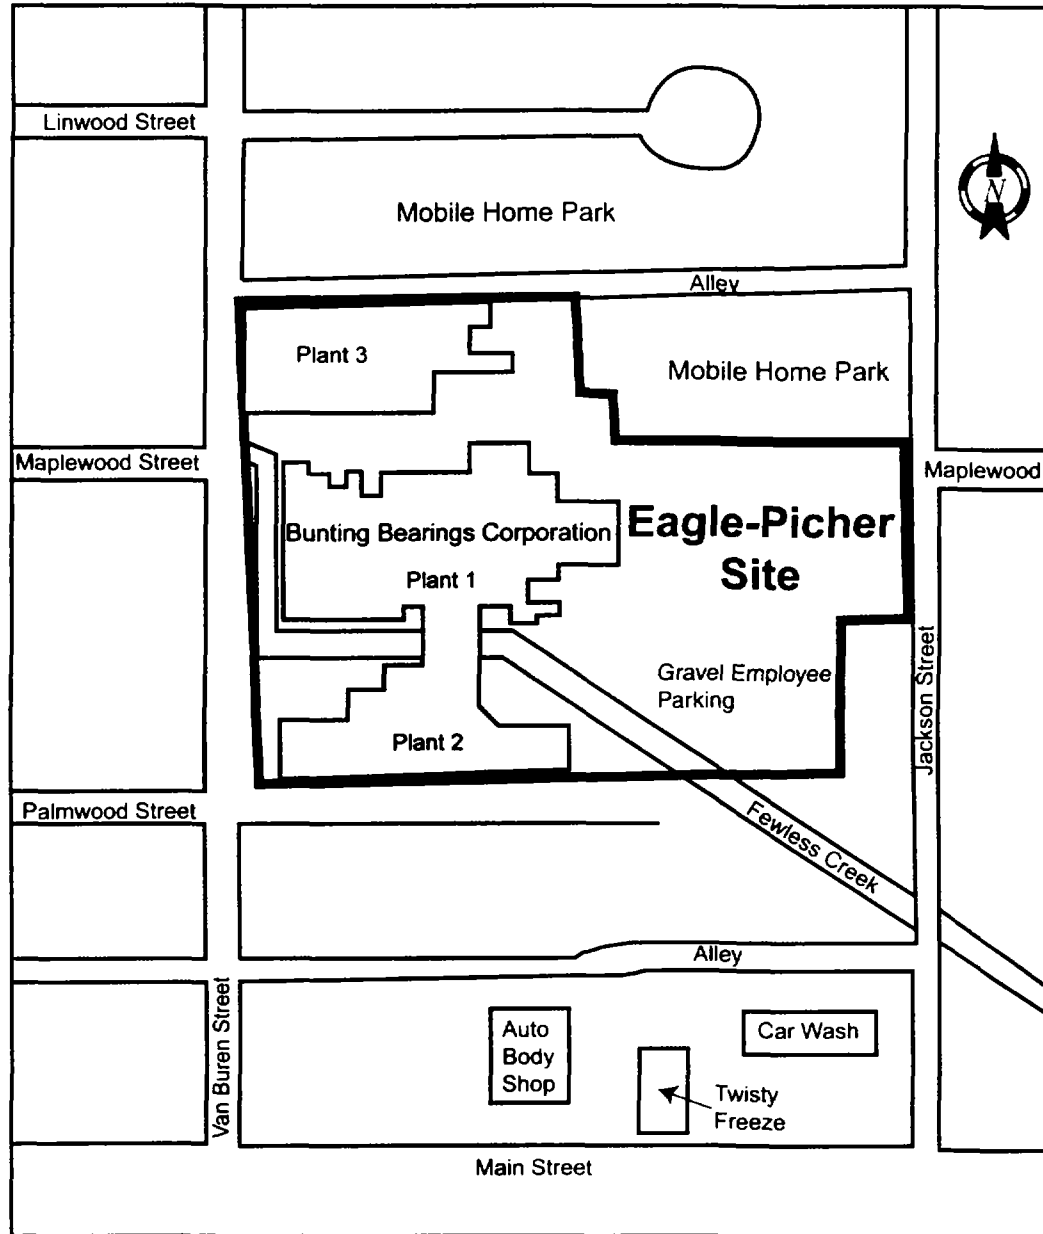 Linwood Street
N
Mobile Home Park
Alley
Plant 3
Mobile Home Park
Maplewood Street
Maplewood
Eagle-Picher
Site
Bunting Bearings Corporation
Plant 1
Gravel Employee
Parking
Jackson Street
Plant 2
Palmwood Street
Fewless Creek
Alley
Van Buren Street
Auto
Body
Shop
Car Wash
Twisty
Freeze
Main Street